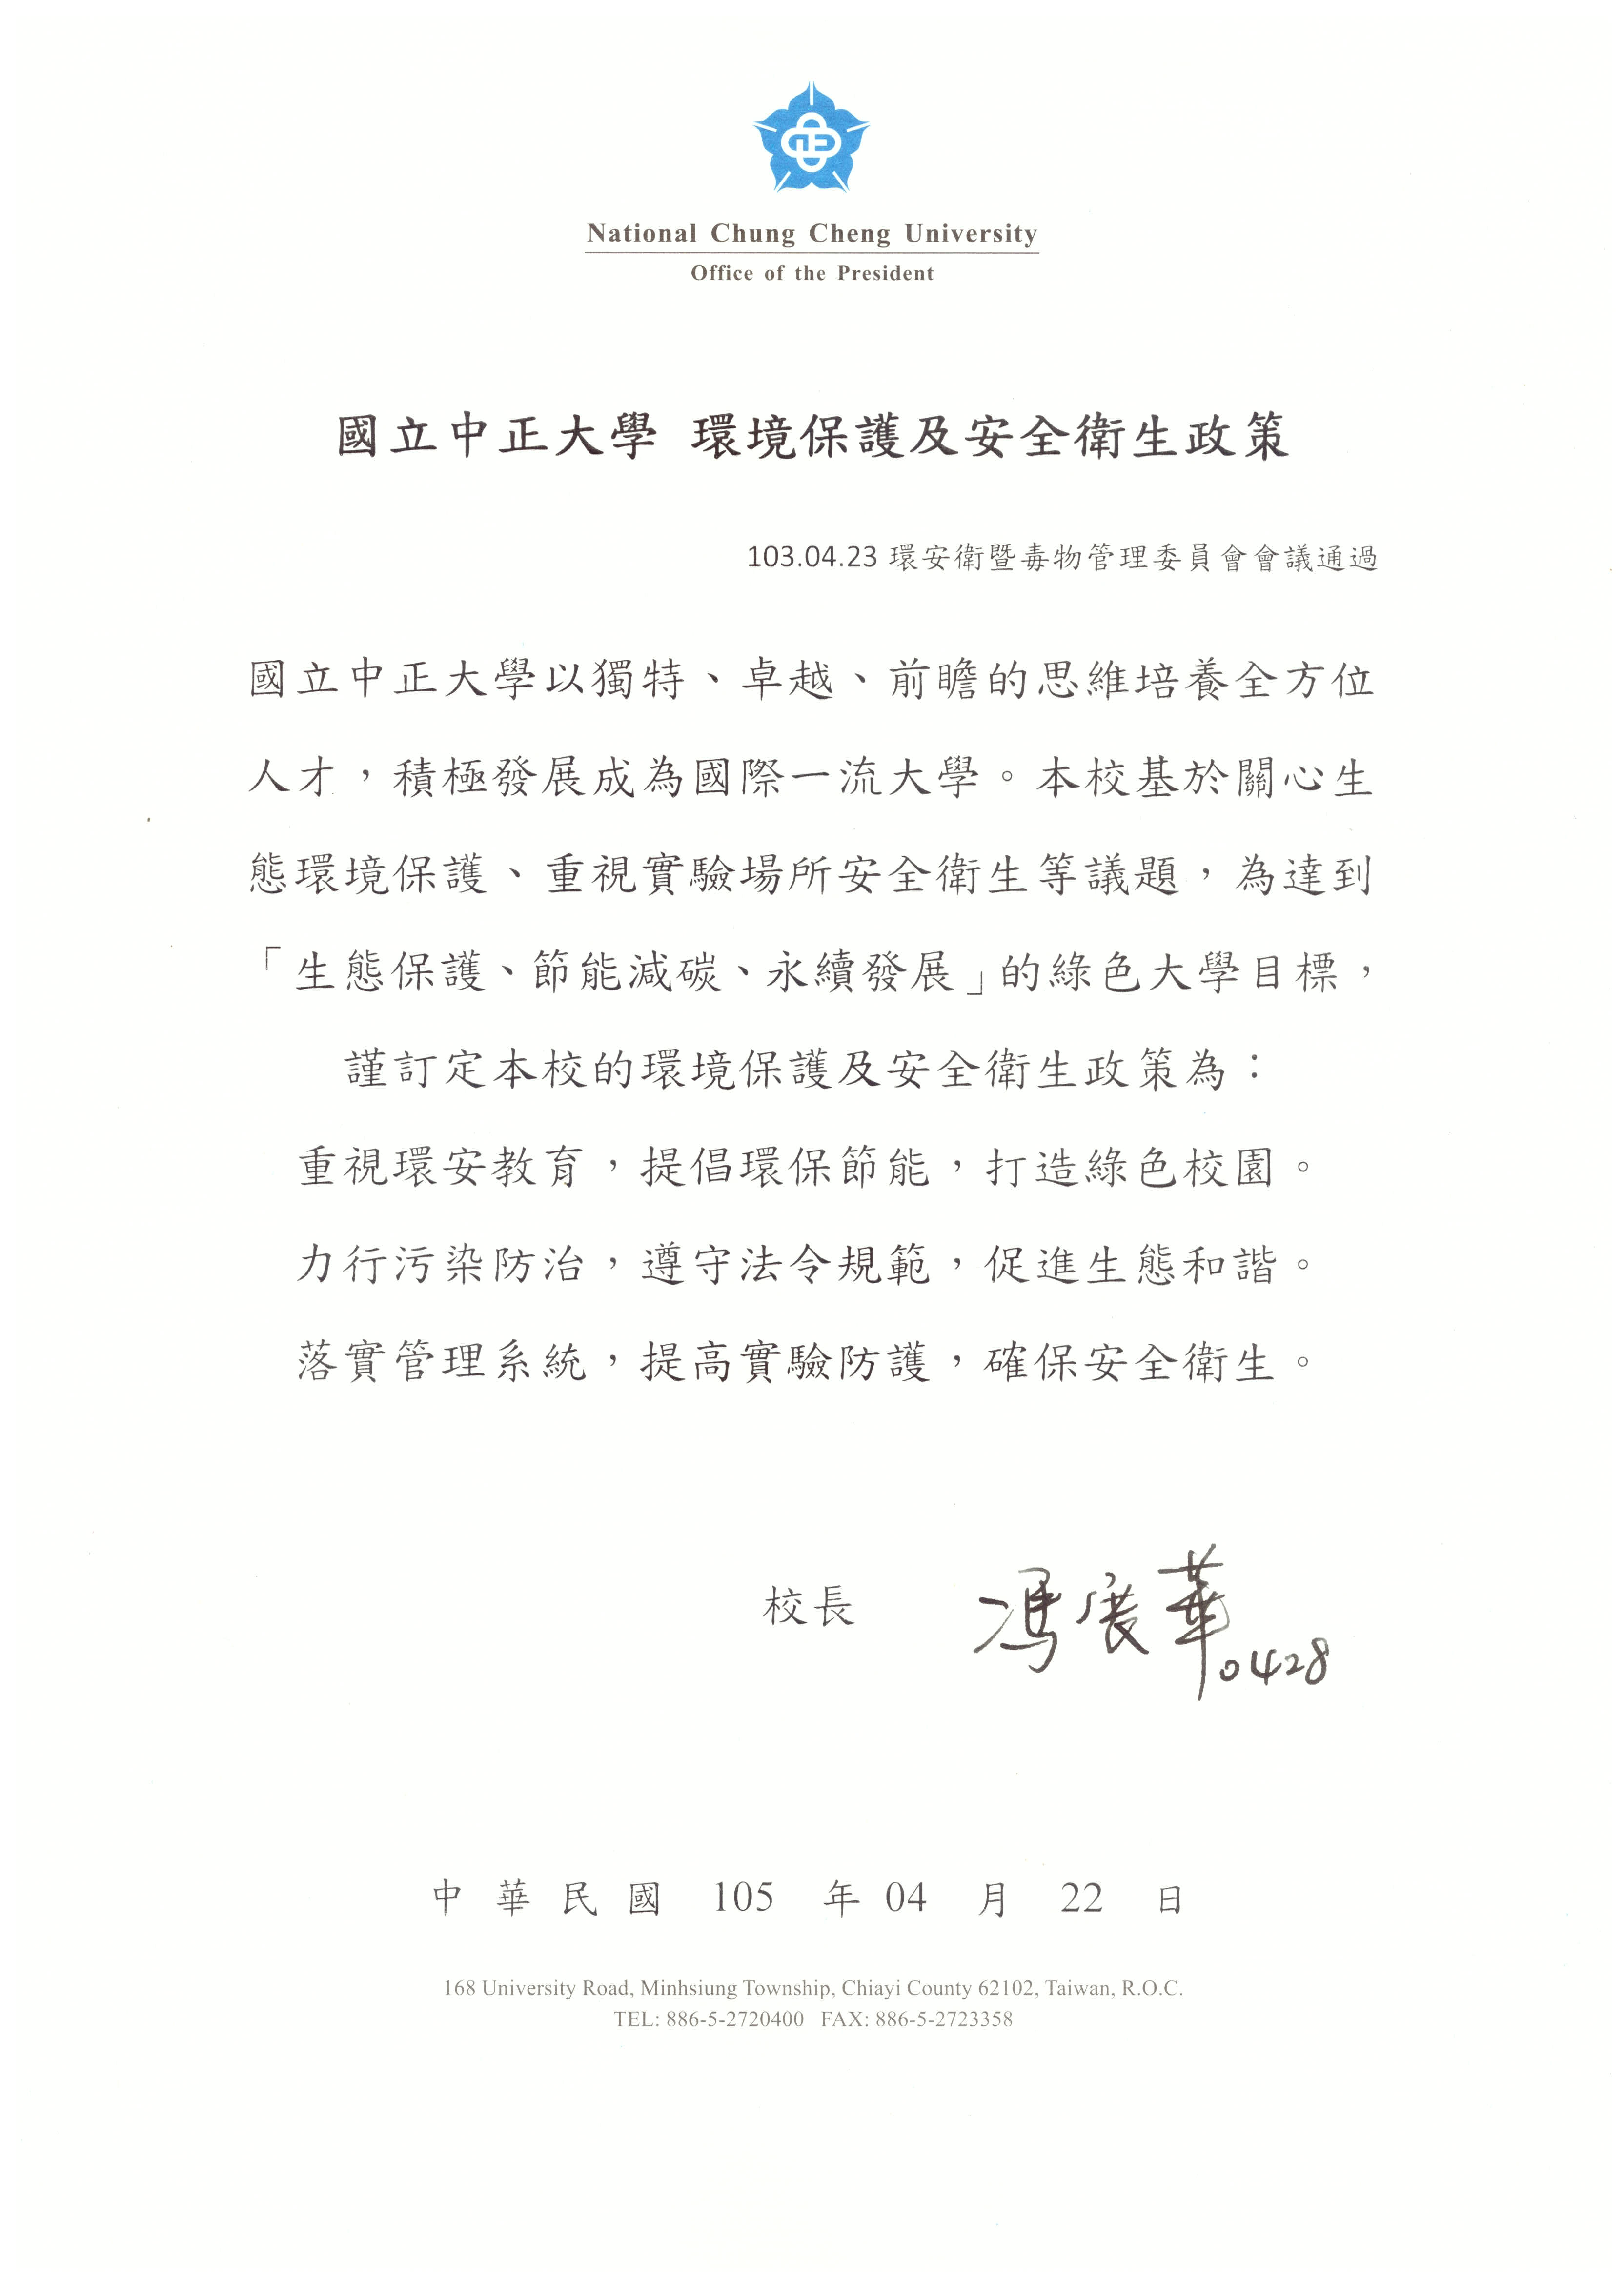 National Chung Cheng University
Office of the President
國立中正大學 環境保護及安全衛生政策
103.04.23 環安衛暨毒物管理委員會會議通過
國立中正大學以獨特、卓越、前瞻的思維培養全方位
人才，積極發展成為國際一流大學。本校基於關心生
態環境保護、重視實驗場所安全衛生等議題，為達到
「生態保護、節能減碳、永續發展」的綠色大學目標，
謹訂定本校的環境保護及安全衛生政策為：
重視環安教育，提倡環保節能，打造綠色校園。
力行污染防治，遵守法令規範，促進生態和諧。
落實管理系統，提高實驗防護，確保安全衛生。
校長 馮展華 0428
中華民國 105 年 04 月 22 日
168 University Road, Minhsiung Township, Chiayi County 62102, Taiwan, R.O.C.
TEL: 886-5-2720400 FAX: 886-5-2723358